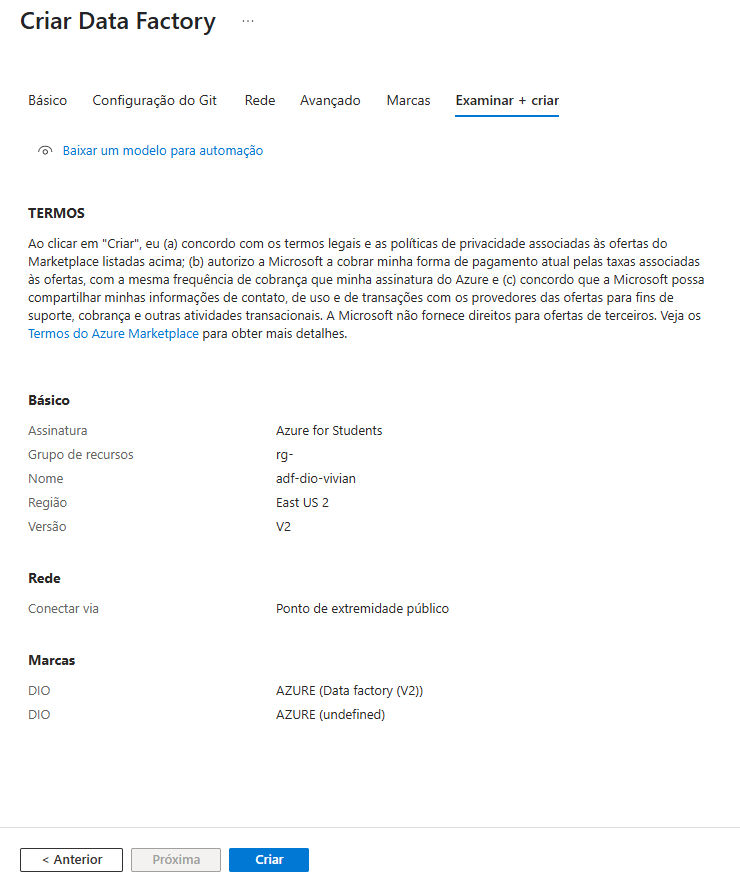 Criar Data Factory ...
Básico Configuração do Git Rede Avançado Marcas Examinar + criar
Baixar um modelo para automação
TERMOS
Ao clicar em "Criar", eu (a) concordo com os termos legais e as políticas de privacidade associadas às ofertas do
Marketplace listadas acima; (b) autorizo a Microsoft a cobrar minha forma de pagamento atual pelas taxas associadas
às ofertas, com a mesma frequência de cobrança que minha assinatura do Azure e (c) concordo que a Microsoft possa
compartilhar minhas informações de contato, de uso e de transações com os provedores das ofertas para fins de
suporte, cobrança e outras atividades transacionais. A Microsoft não fornece direitos para ofertas de terceiros. Veja os
Termos do Azure Marketplace para obter mais detalhes.
Básico
Assinatura Azure for Students
Grupo de recursos rg-
Nome adf-dio-vivian
Região East US 2
Versão V2
Rede
Conectar via Ponto de extremidade público
Marcas
DIO AZURE (Data factory (V2))
DIO AZURE (undefined)
< Anterior Próxima Criar